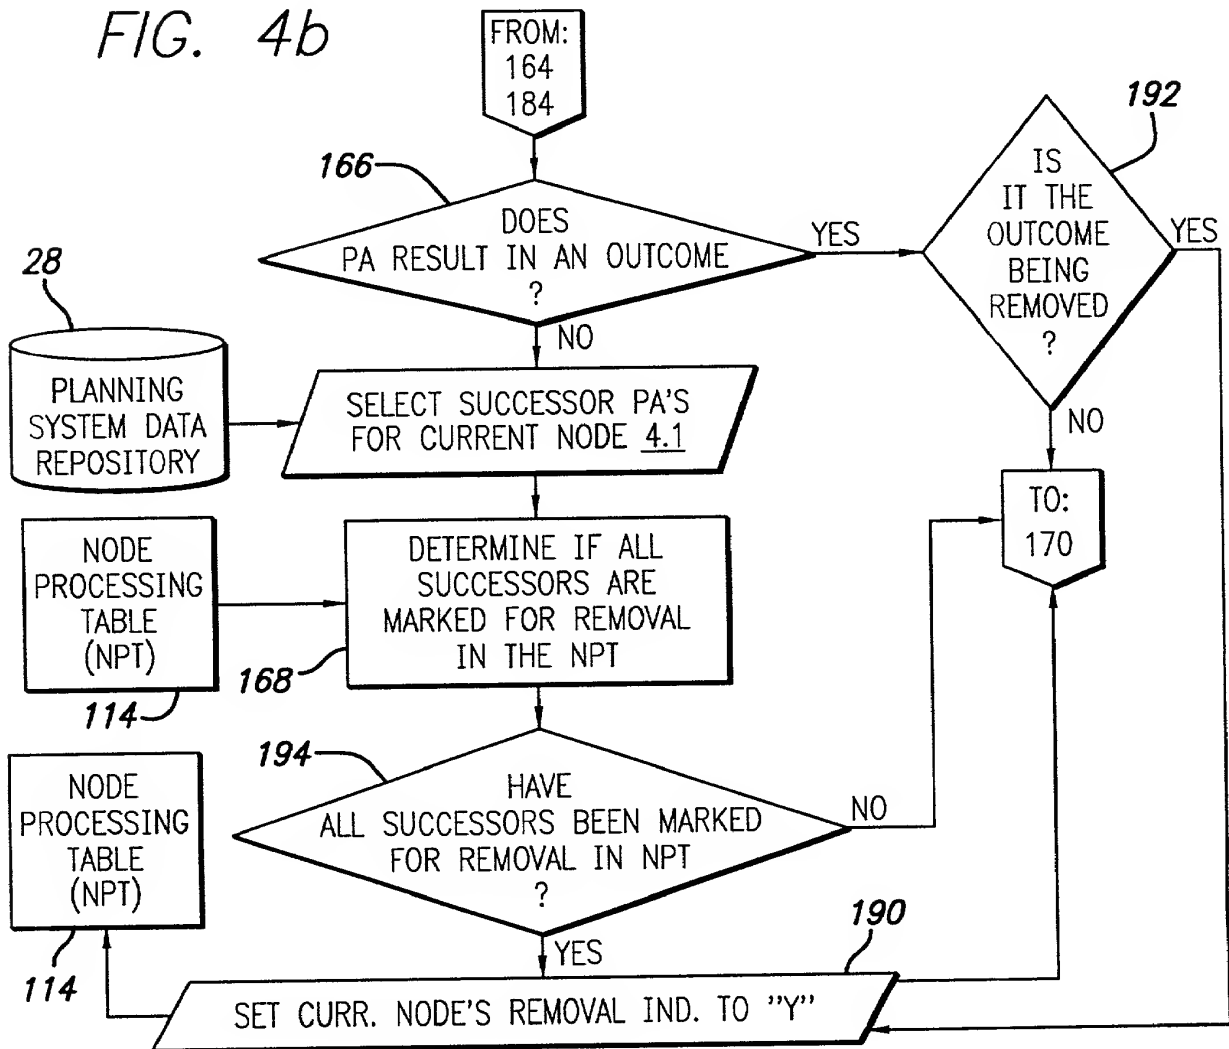 FIG. 4b
FROM:
164
184
166
DOES
PA RESULT IN AN OUTCOME
?
YES
NO
192
IS
IT THE
OUTCOME
BEING
REMOVED
?
YES
NO
28
PLANNING
SYSTEM DATA
REPOSITORY
SELECT SUCCESSOR PA'S
FOR CURRENT NODE 4.1
TO:
170
NODE
PROCESSING
TABLE
(NPT)
114
DETERMINE IF ALL
SUCCESSORS ARE
MARKED FOR REMOVAL
IN THE NPT
168
194
HAVE
ALL SUCCESSORS BEEN MARKED
FOR REMOVAL IN NPT
?
NO
YES
NODE
PROCESSING
TABLE
(NPT)
114
190
SET CURR. NODE'S REMOVAL IND. TO "Y"